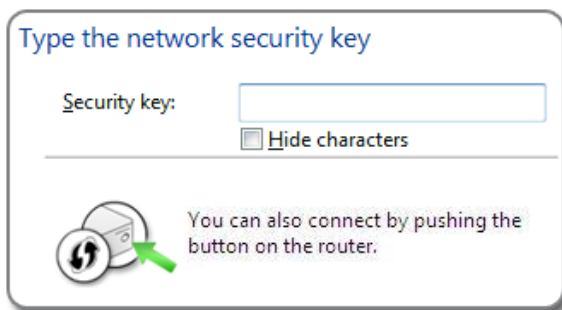 Type the network security key
Security key:
Hide characters
You can also connect by pushing the
button on the router.